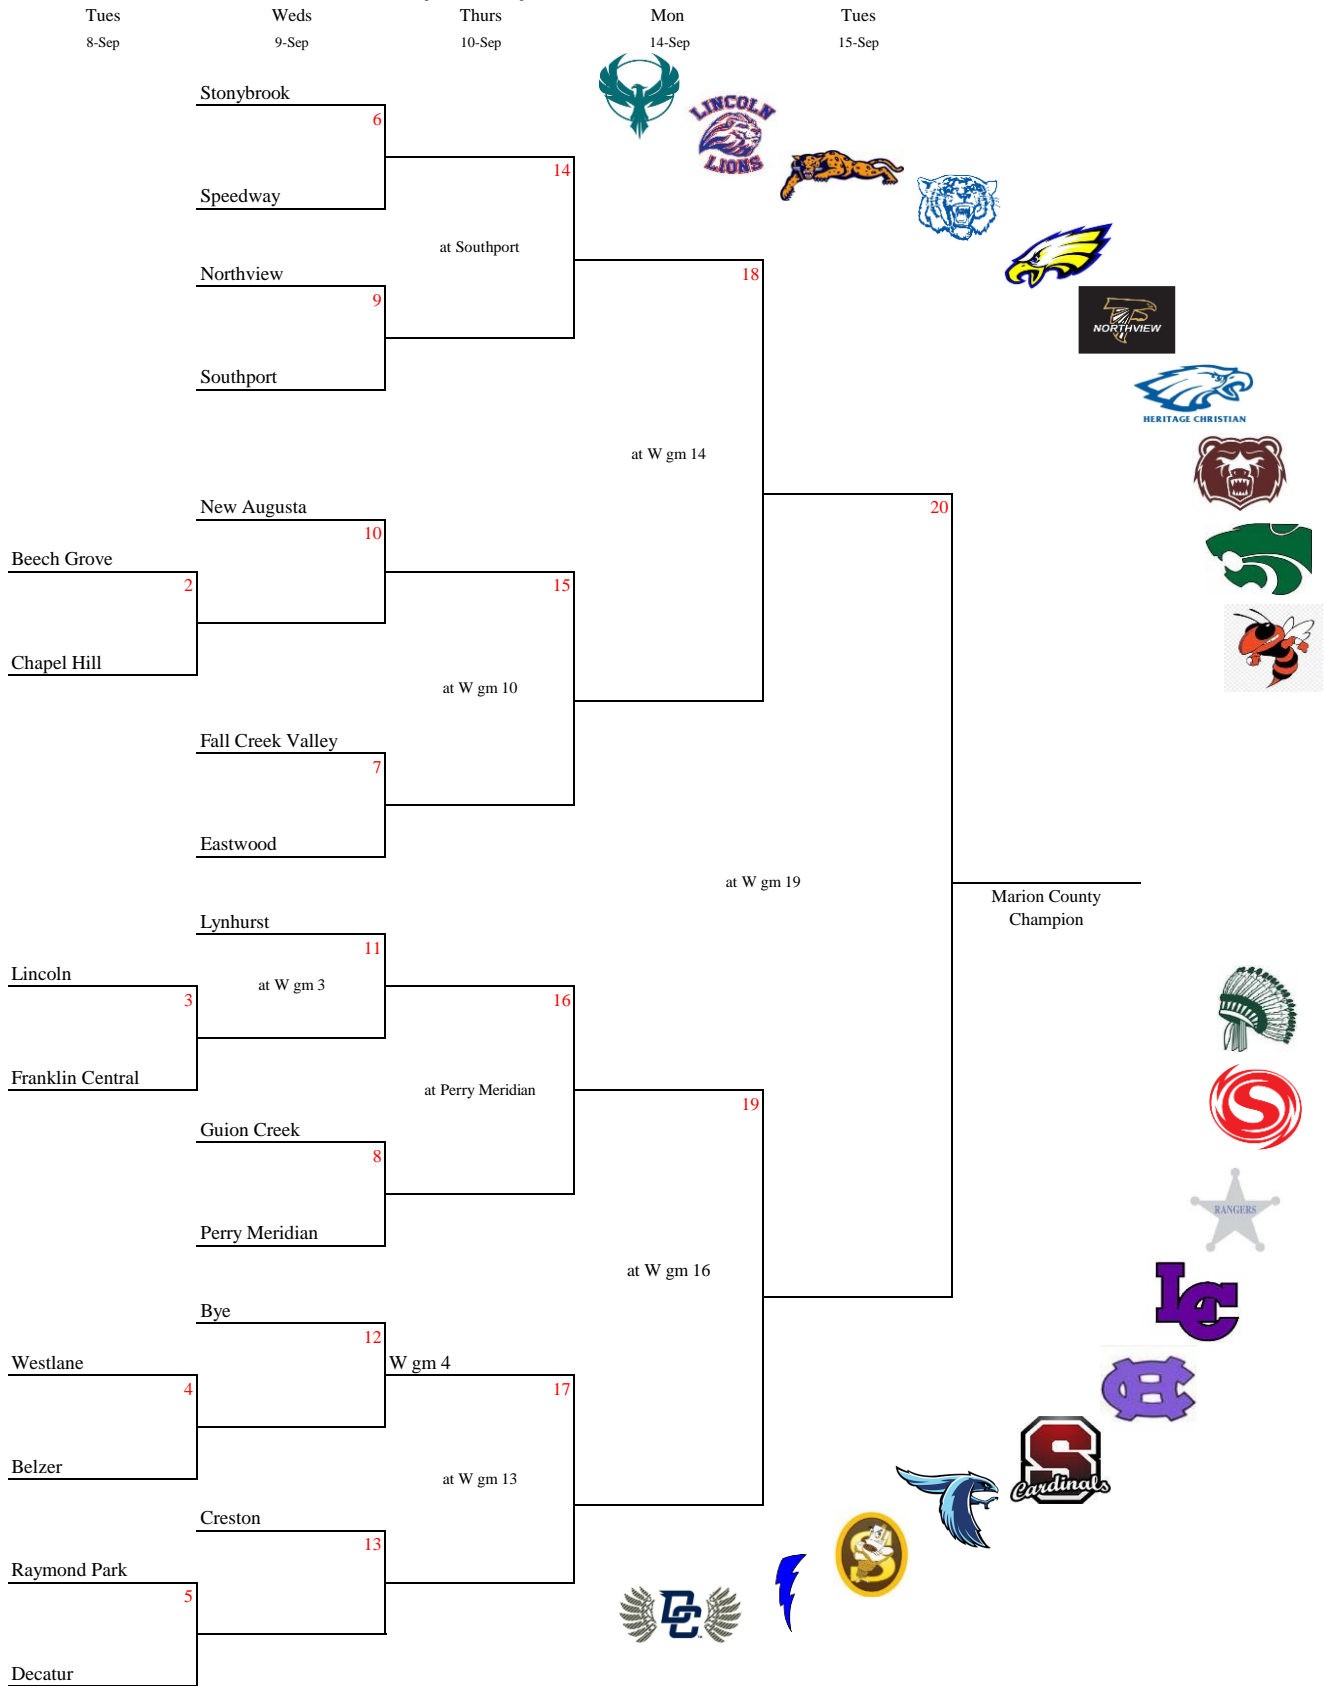 Tues Weds Thurs Mon Tues
8-Sep 9-Sep 10-Sep 14-Sep 15-Sep
Stonybrook
6
LINCOLN
LIONS
14
Speedway
at Southport
Northview
18
9
NORTHVIEW
Southport
HERITAGE CHRISTIAN
at W gm 14
New Augusta
20
10
Beech Grove
2
15
Chapel Hill
at W gm 10
Fall Creek Valley
7
Eastwood
at W gm 19
Marion County
Champion
Lynhurst
11
Lincoln
at W gm 3
3
16
Franklin Central
at Perry Meridian
19
S
Guion Creek
8
RANGERS
Perry Meridian
at W gm 16
LC
Bye
12
Westlane
W gm 4
4
17
HC
Belzer
at W gm 13
S
Cardinals
Creston
13
S
Raymond Park
5
DC
Decatur